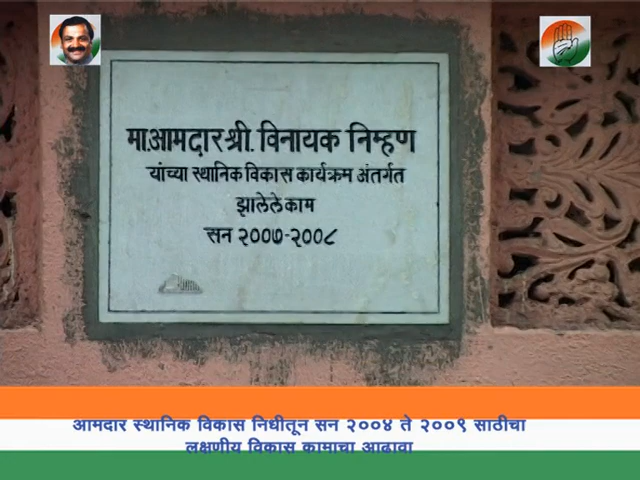 मा.आमदार श्री. विनायक निम्हण
यांच्या स्थानिक विकास कार्यक्रम अंतर्गत
झालेले काम
सन २००७-२००८
आमदार स्थानिक विकास निधीतून सन २००४ ते २००९ साठीचा
लक्षणीय विकास कामाचा आढावा